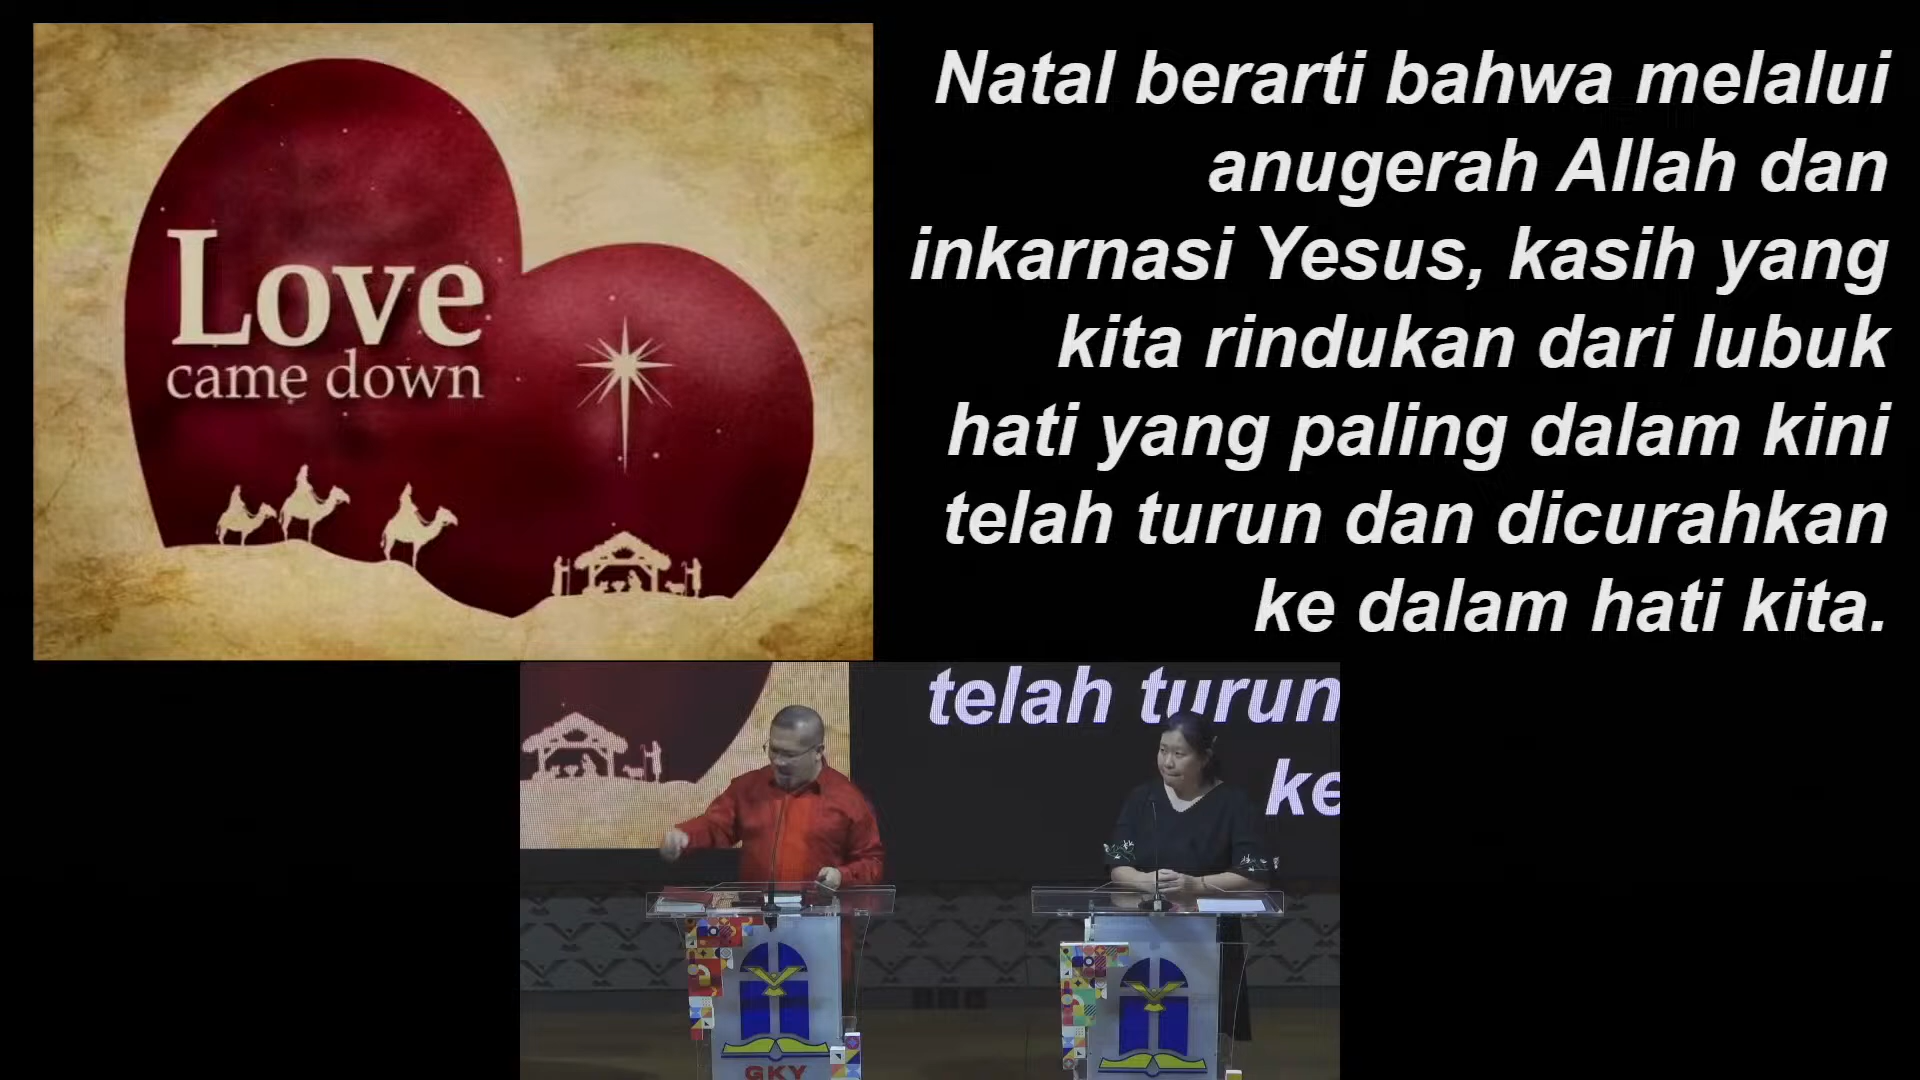 Love
came down
Natal berarti bahwa melalui
anugerah Allah dan
inkarnasi Yesus, kasih yang
kita rindukan dari lubuk
hati yang paling dalam kini
telah turun dan dicurahkan
ke dalam hati kita.
telah turun
ke
GKY